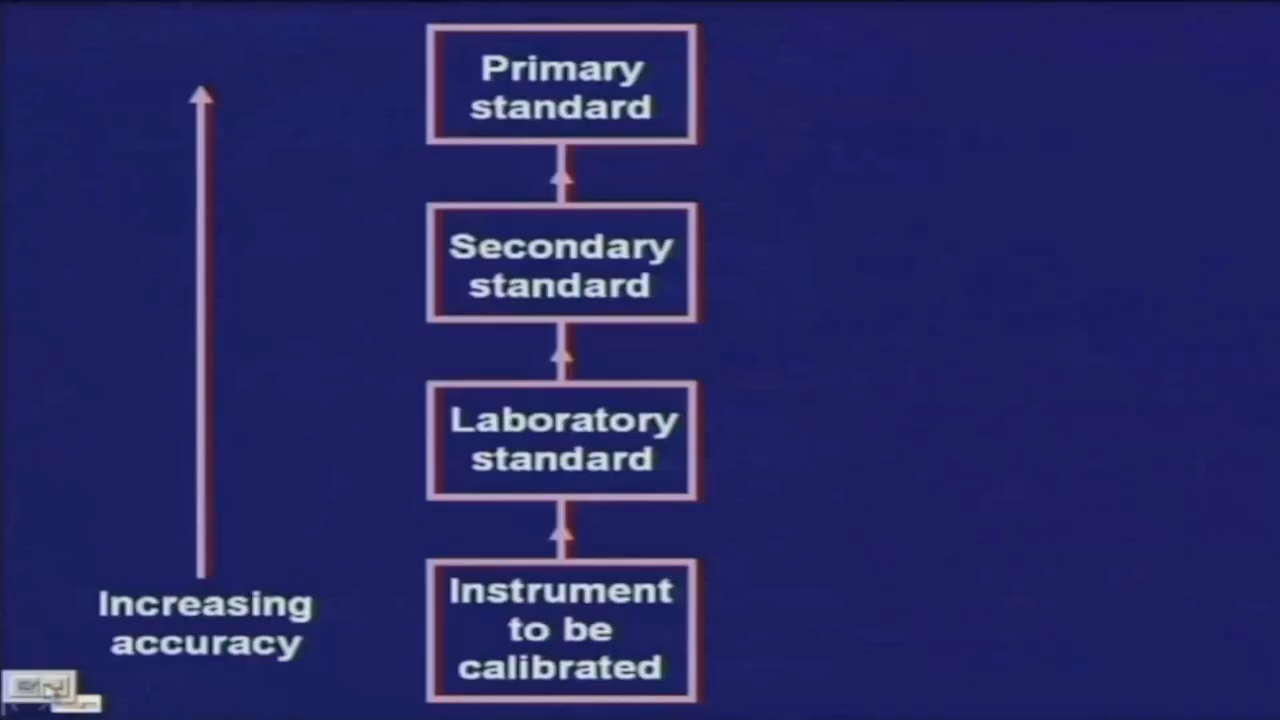 Primary
standard
Secondary
standard
Laboratory
standard
Instrument
to be
calibrated
Increasing
accuracy